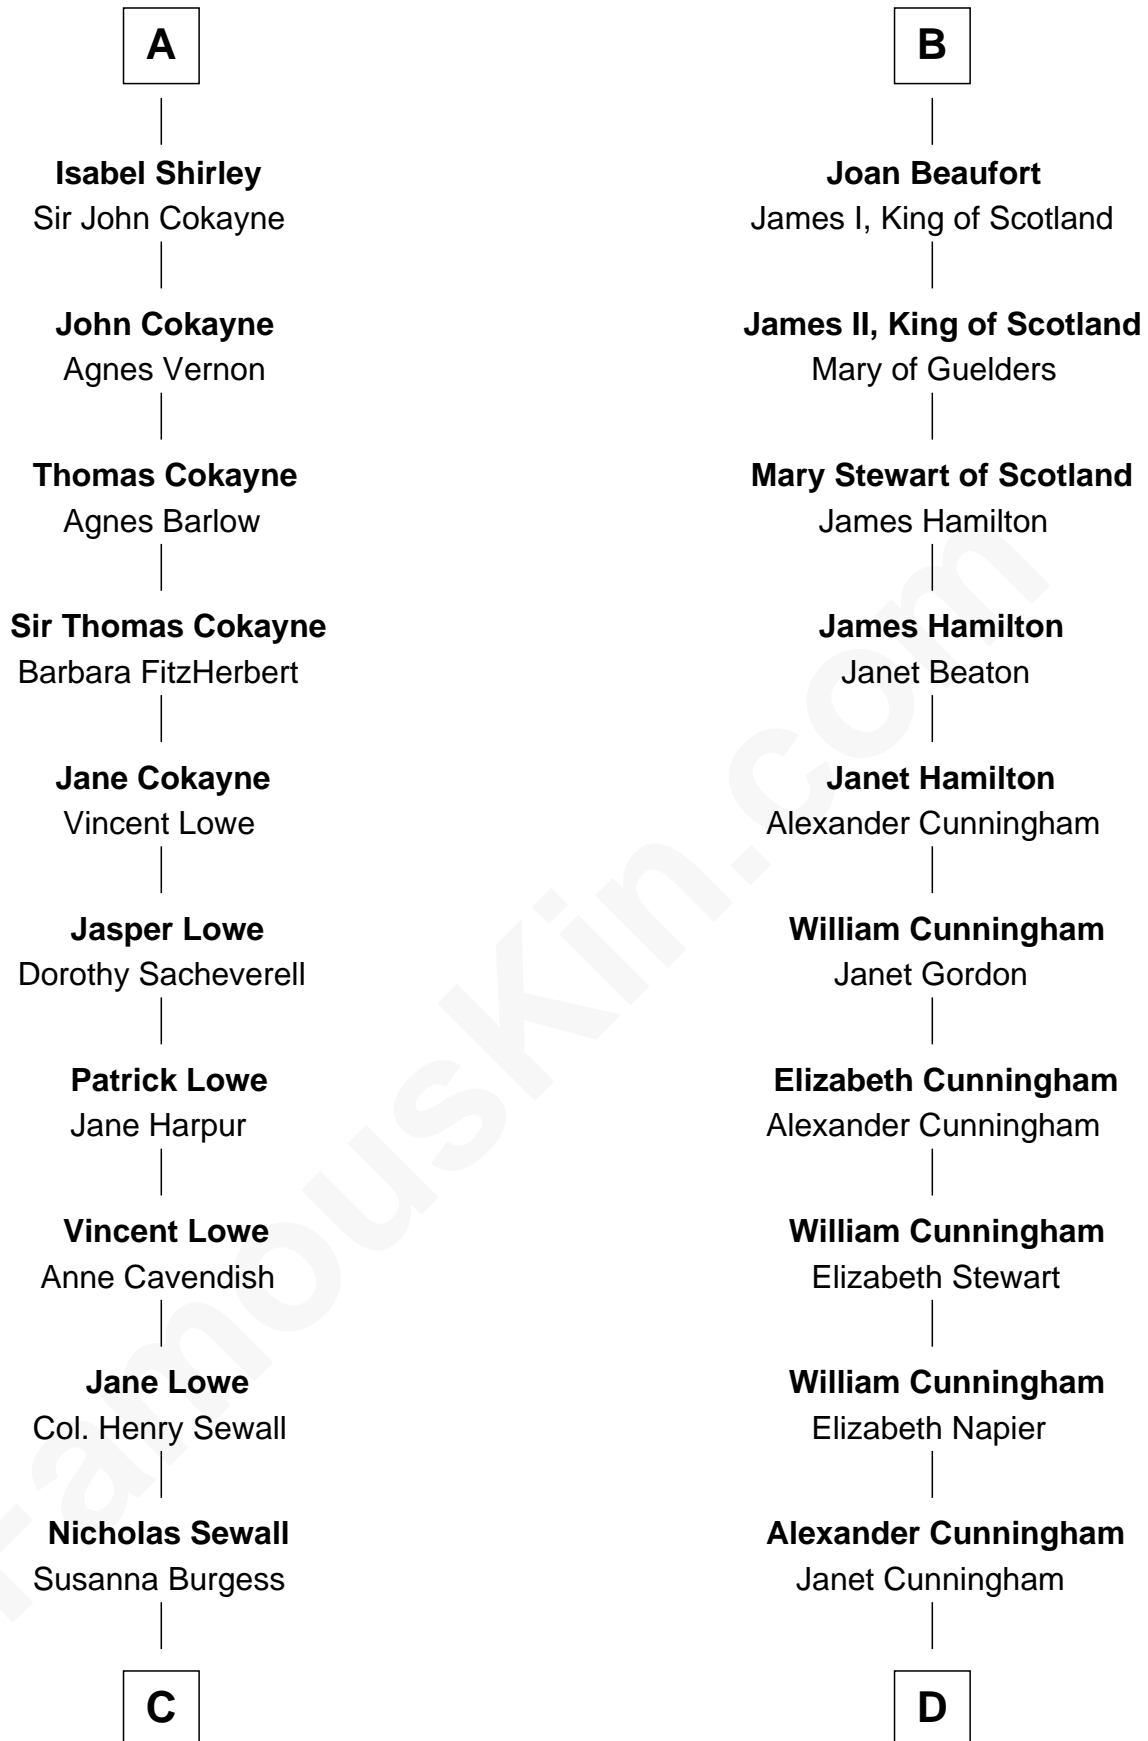 A
Isabel Shirley
Sir John Cokayne
John Cokayne
Agnes Vernon
Thomas Cokayne
Agnes Barlow
Sir Thomas Cokayne
Barbara FitzHerbert
Jane Cokayne
Vincent Lowe
Jasper Lowe
Dorothy Sacheverell
Patrick Lowe
Jane Harpur
Vincent Lowe
Anne Cavendish
Jane Lowe
Col. Henry Sewall
Nicholas Sewall
Susanna Burgess
C
B
Joan Beaufort
James I, King of Scotland
James II, King of Scotland
Mary of Guelders
Mary Stewart of Scotland
James Hamilton
James Hamilton
Janet Beaton
Janet Hamilton
Alexander Cunningham
William Cunningham
Janet Gordon
Elizabeth Cunningham
Alexander Cunningham
William Cunningham
Elizabeth Stewart
William Cunningham
Elizabeth Napier
Alexander Cunningham
Janet Cunningham
D
FamousKin.com